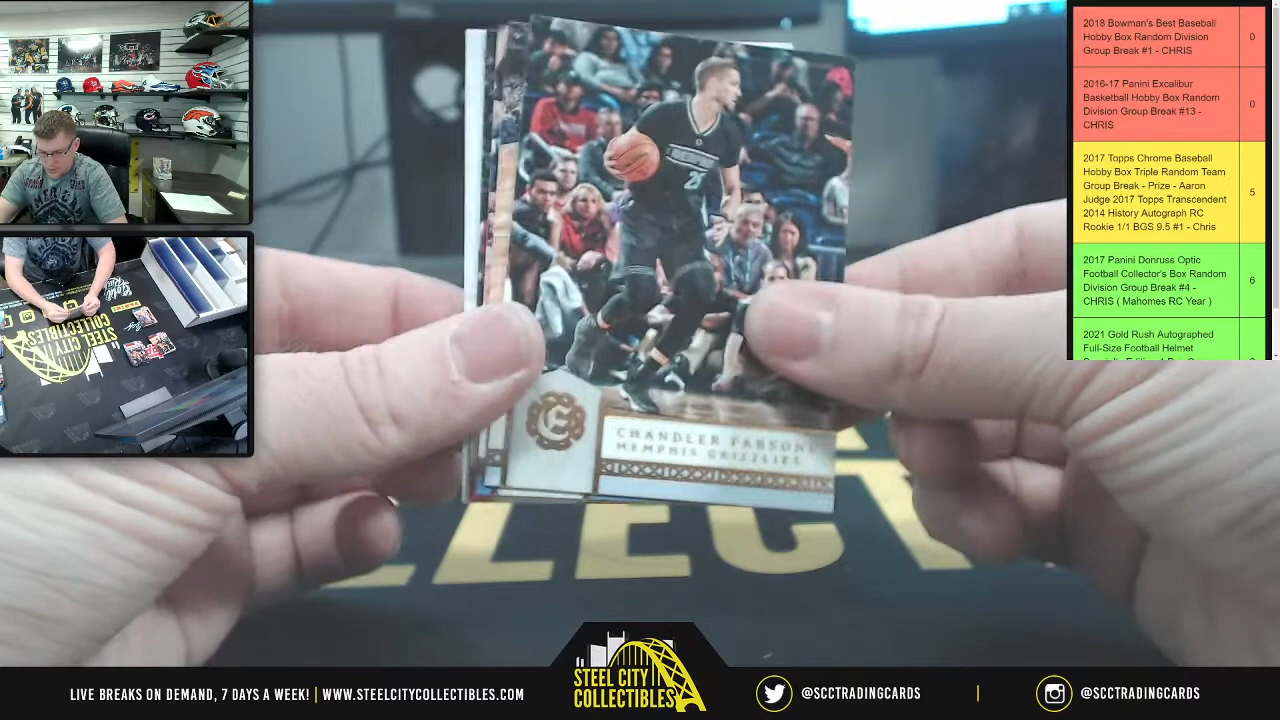 2018 Bowman's Best Baseball
Hobby Box Random Division
Group Break #1 - CHRIS
0
2016-17 Panini Excalibur
Basketball Hobby Box Random
Division Group Break #13 -
CHRIS
0
2017 Topps Chrome Baseball
Hobby Box Triple Random Team
Group Break - Prize - Aaron
Judge 2017 Topps Transcendent
2014 History Autograph RC
Rookie 1/1 BGS 9.5 #1 - Chris
5
2017 Panini Donruss Optic
Football Collector's Box Random
Division Group Break #4 -
CHRIS ( Mahomes RC Year )
6
2021 Gold Rush Autographed
Full-Size Football Helmet
E
CHANDLER PARSONS
MEMPHIS GRIZZLIES
STEEL CITY
COLLECTIBLES
LECT
STEEL CITY
COLLECTIBLES
LIVE BREAKS ON DEMAND, 7 DAYS A WEEK! | WWW.STEELCITYCOLLECTIBLES.COM
@SCCTRADINGCARDS | @SCCTRADINGCARDS